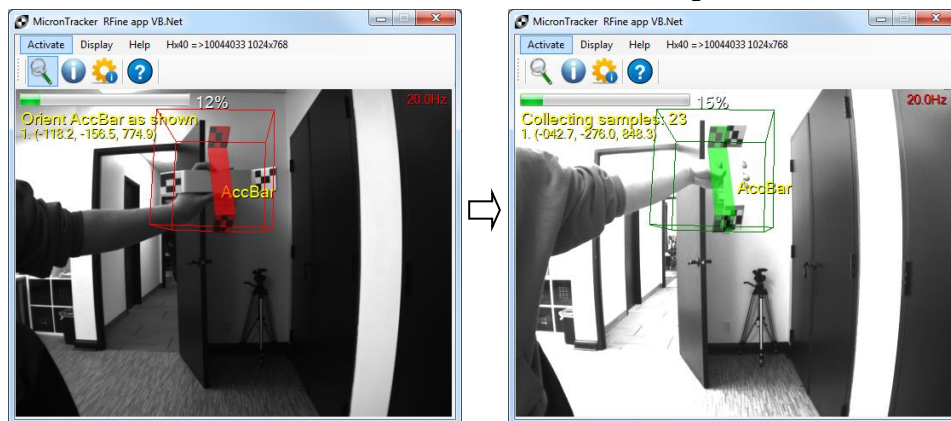 MicronTracker RFine app VB.Net
Activate Display Help Hx40 =>10044033 1024x768
12%
20.0Hz
Orient AccBar as shown
1. (-118.2, -156.5, 774.9)
AccBar
MicronTracker RFine app VB.Net
Activate Display Help Hx40 =>10044033 1024x768
15%
20.0Hz
Collecting samples: 23
1. (-042.7, -276.0, 848.3)
AccBar